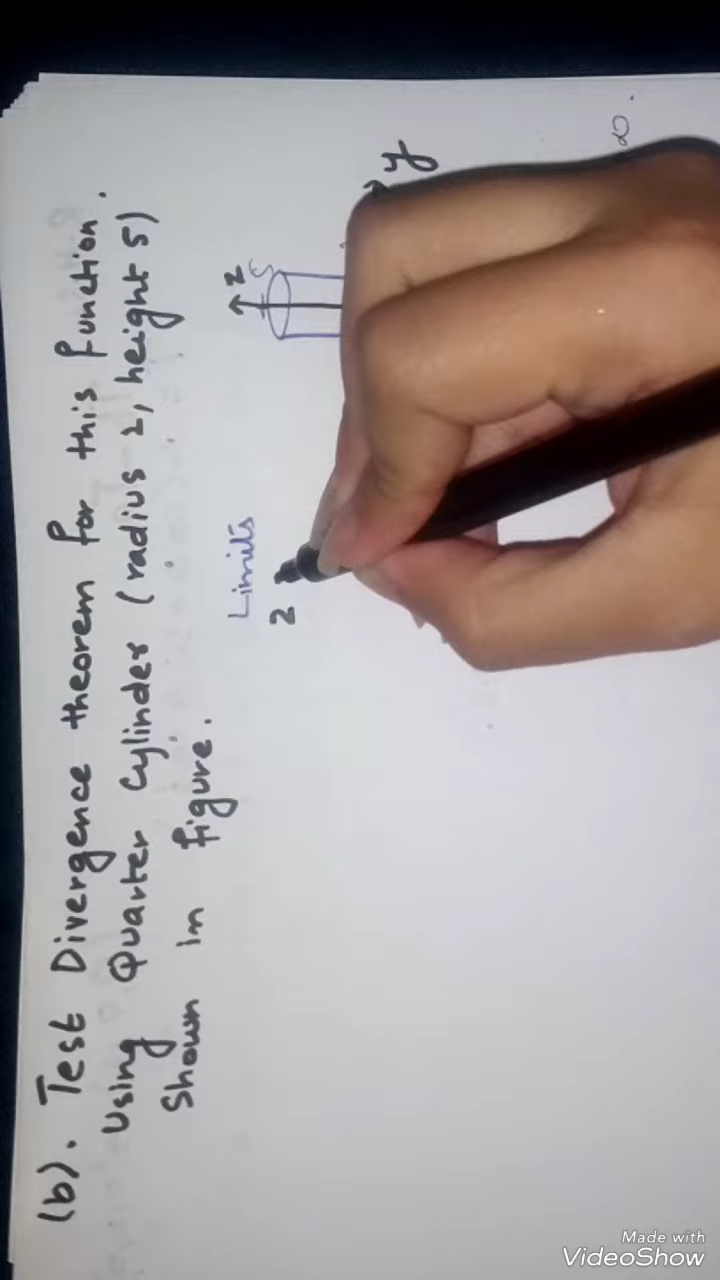 (b). Test Divergence theorem for this function.
Using Quarter Cylinder (radius 2, height 5)
Shown in figure.
z
5
y
Limits
z
∞.
Made with
VideoShow